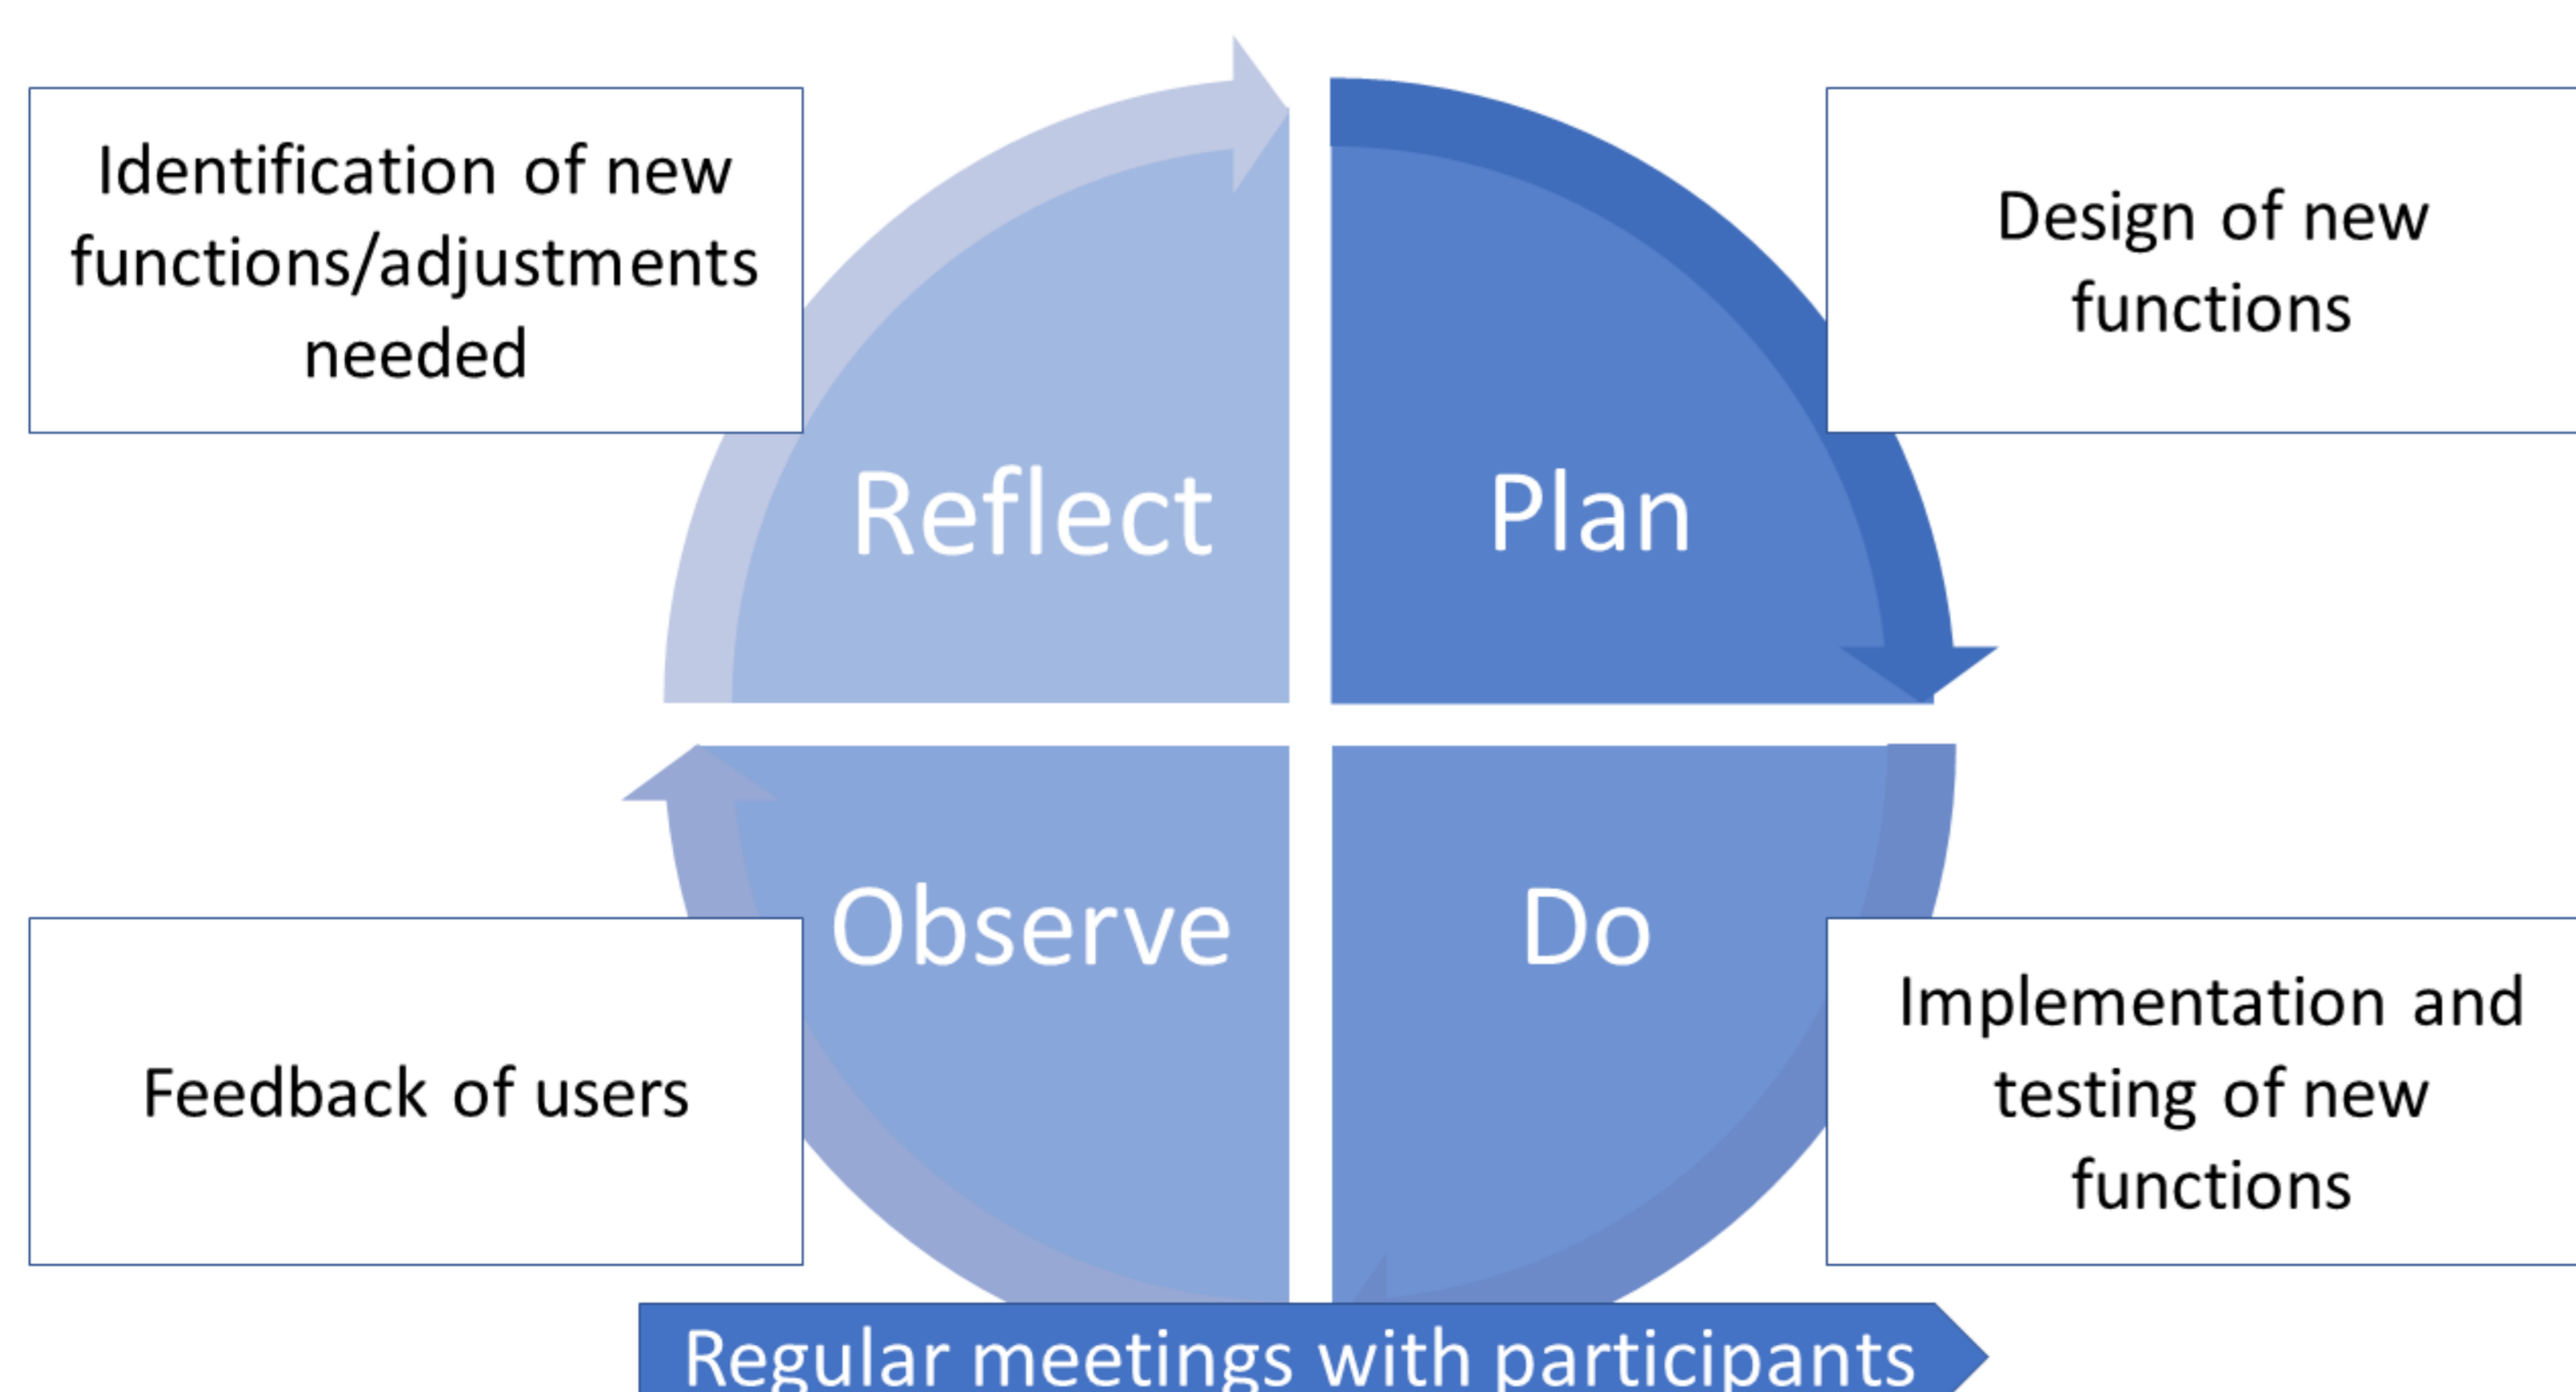 Identification of new
functions/adjustments
needed
Design of new
functions
Reflect
Plan
Observe
Do
Feedback of users
Implementation and
testing of new
functions
Regular meetings with participants